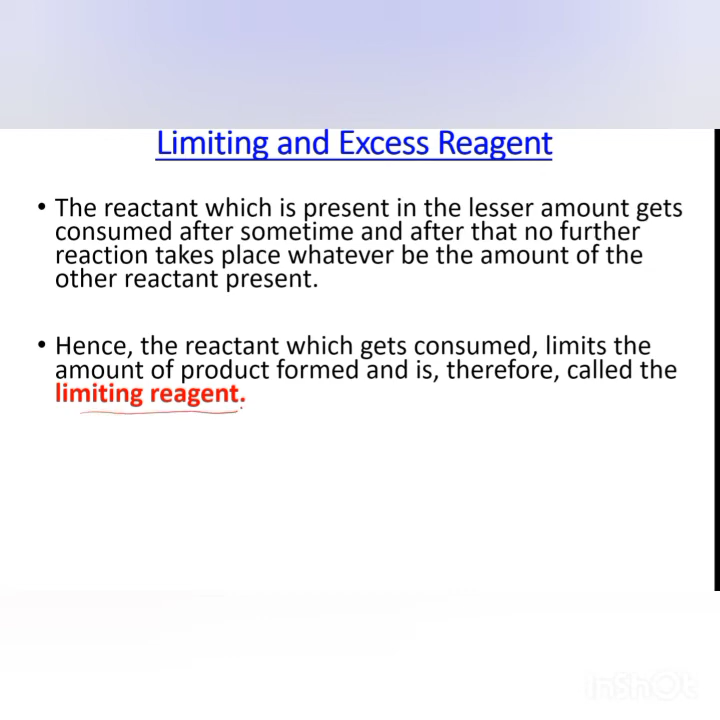 Limiting and Excess Reagent
• The reactant which is present in the lesser amount gets
consumed after sometime and after that no further
reaction takes place whatever be the amount of the
other reactant present.
• Hence, the reactant which gets consumed, limits the
amount of product formed and is, therefore, called the
limiting reagent.
InShOt